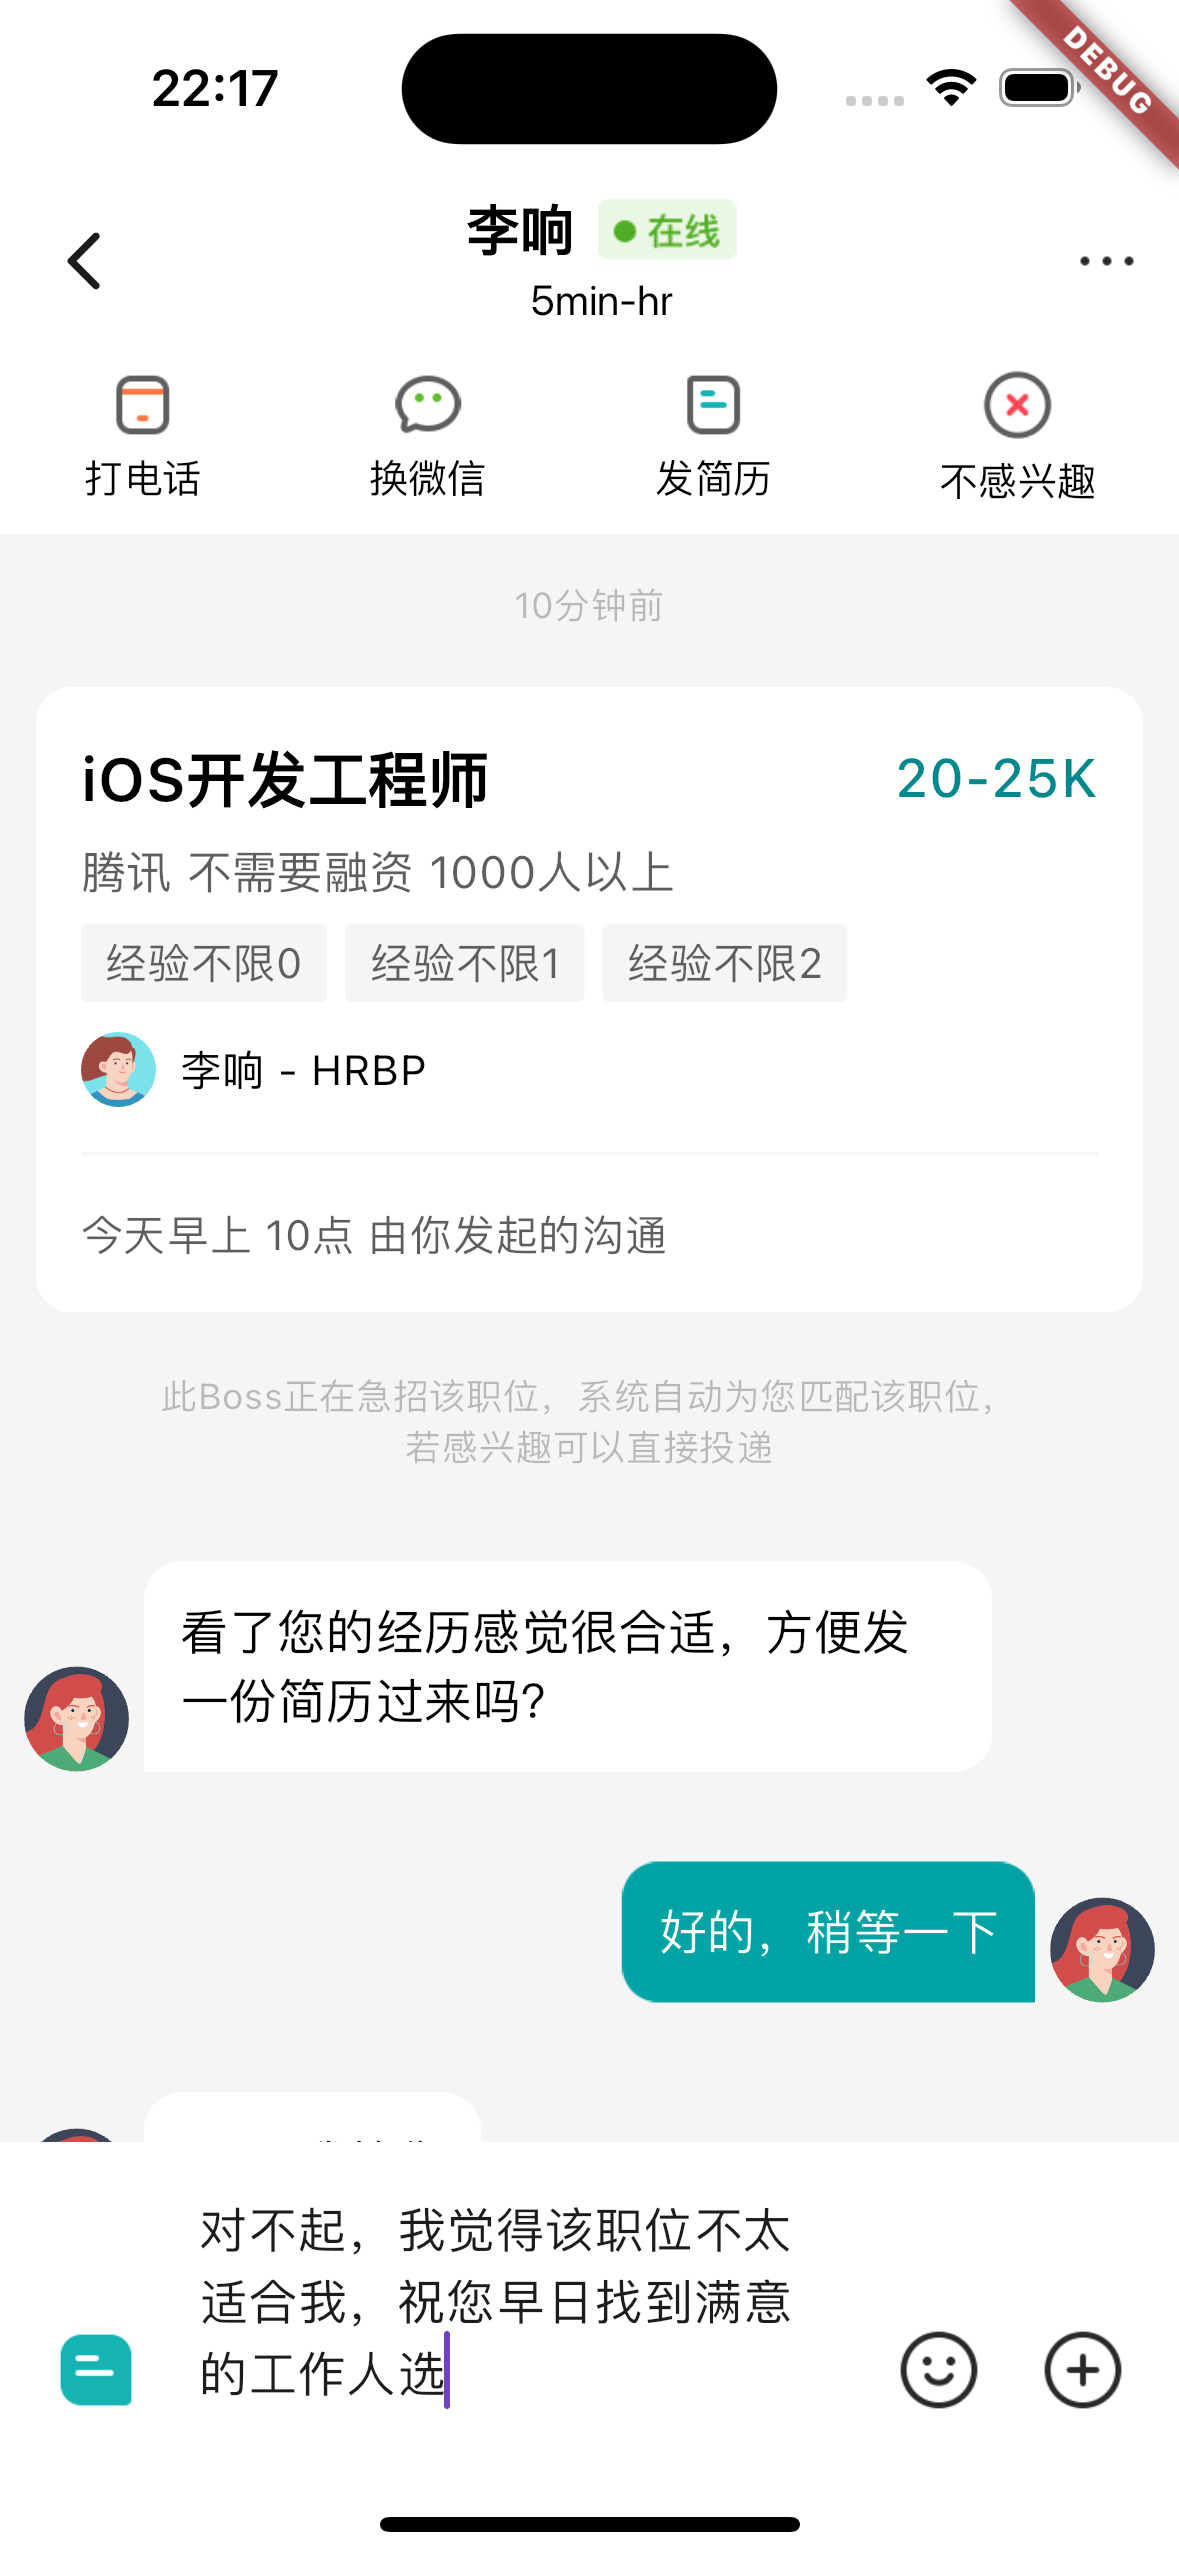 22:17
DEBUG
李响 在线
5min-hr
打电话 换微信 发简历 不感兴趣
10分钟前
iOS开发工程师 20-25K
腾讯 不需要融资 1000人以上
经验不限0 经验不限1 经验不限2
李响 - HRBP
今天早上 10点 由你发起的沟通
此Boss正在急招该职位，系统自动为您匹配该职位，
若感兴趣可以直接投递
看了您的经历感觉很合适，方便发
一份简历过来吗?
好的，稍等一下
对不起，我觉得该职位不太
适合我，祝您早日找到满意
的工作人选